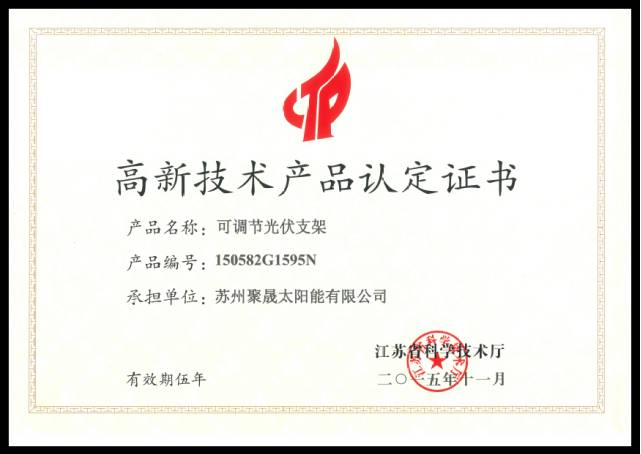 高新技术产品认定证书
产品名称：可调节光伏支架
产品编号：150582G1595N
承担单位：苏州聚晟太阳能有限公司
江苏省科学技术厅
有效期伍年
二〇一五年十一月